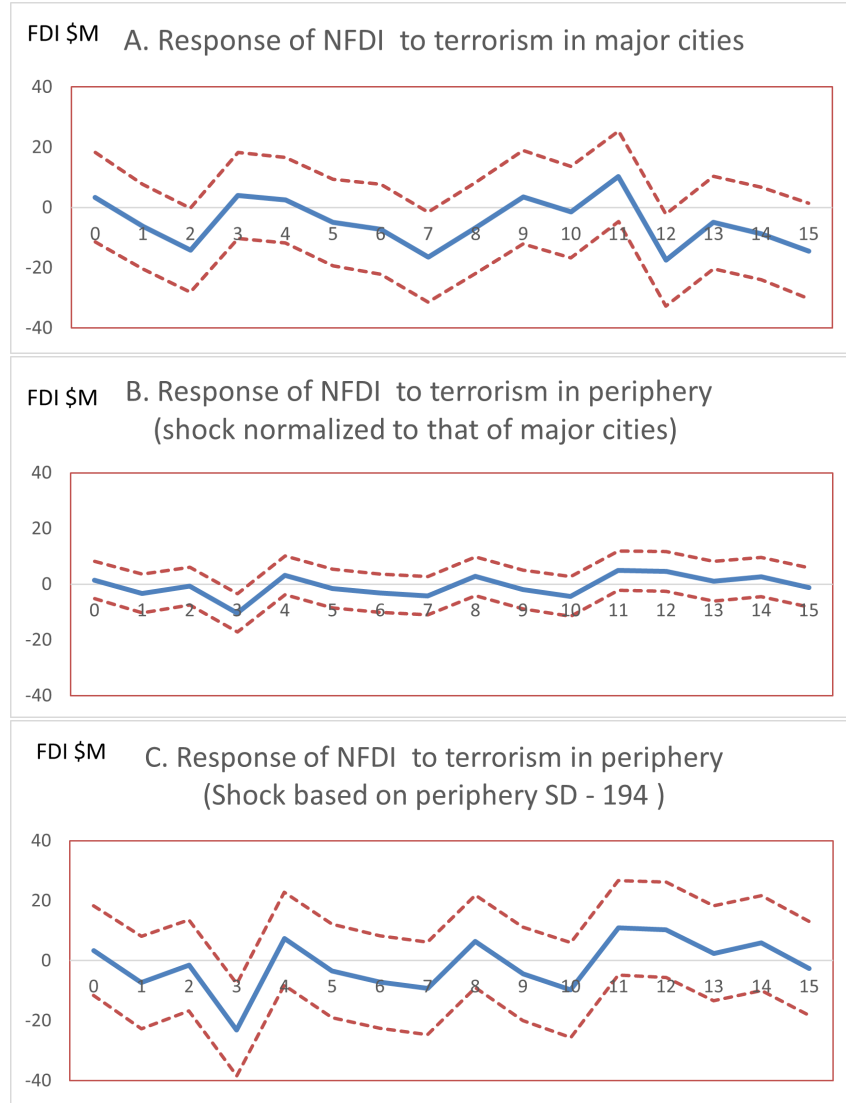 FDI $M A. Response of NFDI to terrorism in major cities
40
20
0
0 1 2 3 4 5 6 7 8 9 10 11 12 13 14 15
-20
-40
FDI $M B. Response of NFDI to terrorism in periphery
(shock normalized to that of major cities)
40
20
0
0 1 2 3 4 5 6 7 8 9 10 11 12 13 14 15
-20
-40
FDI $M C. Response of NFDI to terrorism in periphery
(Shock based on periphery SD - 194 )
40
20
0
0 1 2 3 4 5 6 7 8 9 10 11 12 13 14 15
-20
-40